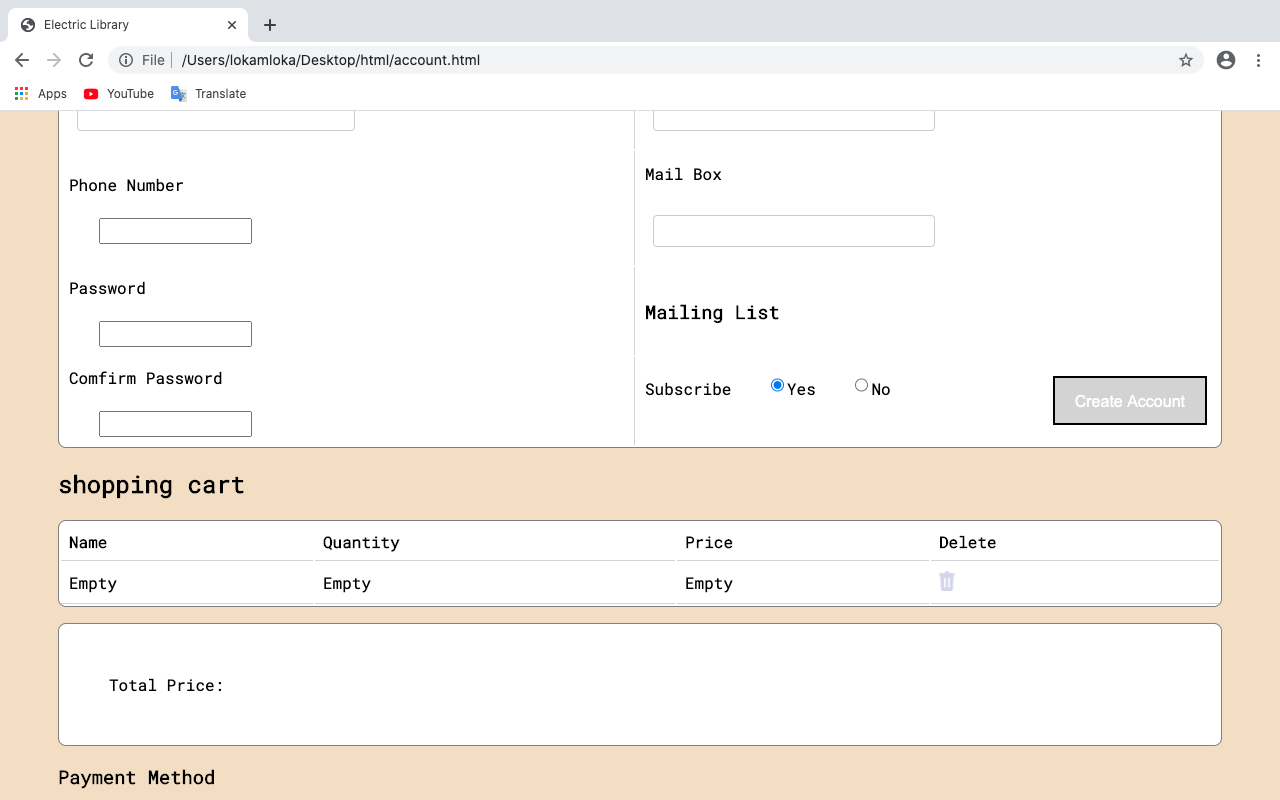 Electric Library
File /Users/lokamloka/Desktop/html/account.html
Apps YouTube Translate
Phone Number
Mail Box
Password
Mailing List
Comfirm Password
Subscribe Yes No
Create Account
shopping cart
Name Quantity Price Delete
Empty Empty Empty
Total Price:
Payment Method